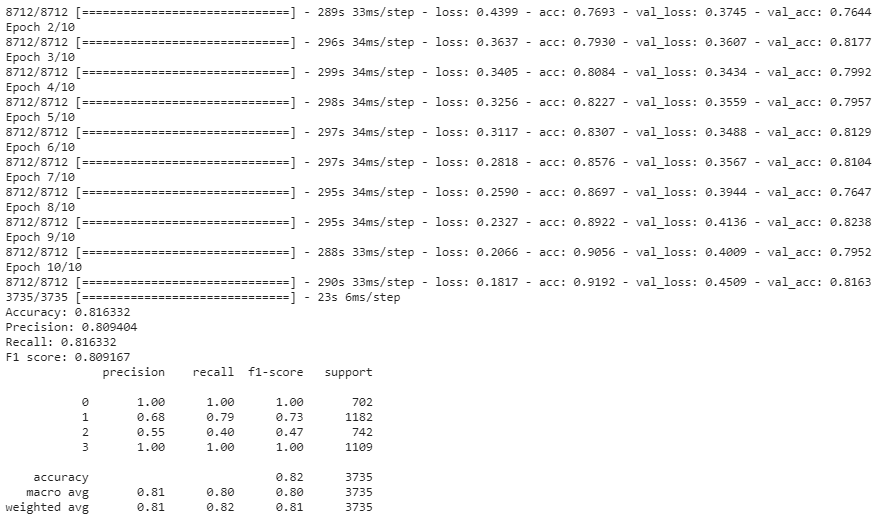 8712/8712 [==============================] - 289s 33ms/step - loss: 0.4399 - acc: 0.7693 - val_loss: 0.3745 - val_acc: 0.7644
Epoch 2/10
8712/8712 [==============================] - 296s 34ms/step - loss: 0.3637 - acc: 0.7930 - val_loss: 0.3607 - val_acc: 0.8177
Epoch 3/10
8712/8712 [==============================] - 299s 34ms/step - loss: 0.3405 - acc: 0.8084 - val_loss: 0.3434 - val_acc: 0.7992
Epoch 4/10
8712/8712 [==============================] - 298s 34ms/step - loss: 0.3256 - acc: 0.8227 - val_loss: 0.3559 - val_acc: 0.7957
Epoch 5/10
8712/8712 [==============================] - 297s 34ms/step - loss: 0.3117 - acc: 0.8307 - val_loss: 0.3488 - val_acc: 0.8129
Epoch 6/10
8712/8712 [==============================] - 297s 34ms/step - loss: 0.2818 - acc: 0.8576 - val_loss: 0.3567 - val_acc: 0.8104
Epoch 7/10
8712/8712 [==============================] - 295s 34ms/step - loss: 0.2590 - acc: 0.8697 - val_loss: 0.3944 - val_acc: 0.7647
Epoch 8/10
8712/8712 [==============================] - 295s 34ms/step - loss: 0.2327 - acc: 0.8922 - val_loss: 0.4136 - val_acc: 0.8238
Epoch 9/10
8712/8712 [==============================] - 288s 33ms/step - loss: 0.2066 - acc: 0.9056 - val_loss: 0.4009 - val_acc: 0.7952
Epoch 10/10
8712/8712 [==============================] - 290s 33ms/step - loss: 0.1817 - acc: 0.9192 - val_loss: 0.4509 - val_acc: 0.8163
3735/3735 [==============================] - 23s 6ms/step
Accuracy: 0.816332
Precision: 0.809404
Recall: 0.816332
F1 score: 0.809167
precision recall f1-score support
0 1.00 1.00 1.00 702
1 0.68 0.79 0.73 1182
2 0.55 0.40 0.47 742
3 1.00 1.00 1.00 1109
accuracy 0.82 3735
macro avg 0.81 0.80 0.80 3735
weighted avg 0.81 0.82 0.81 3735